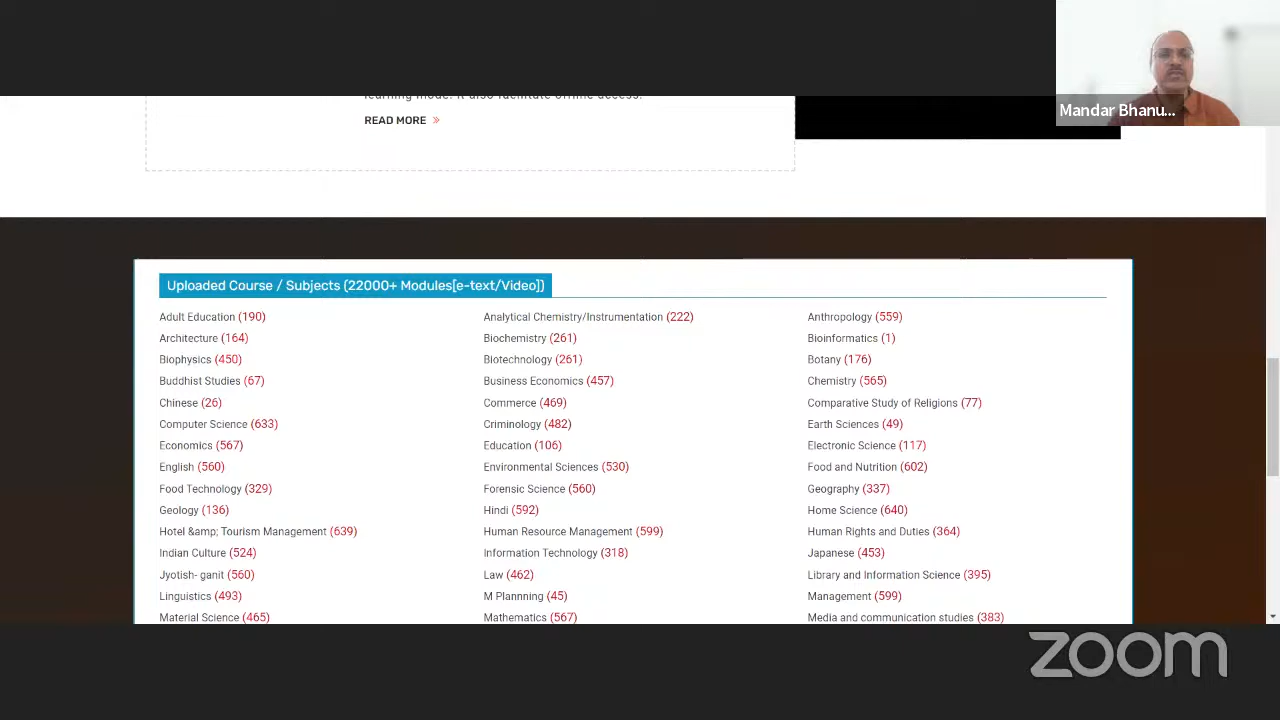 learning mode. It also facilitate offline access.
READ MORE »
Mandar Bhanu...
Uploaded Course / Subjects (22000+ Modules[e-text/Video])
Adult Education (190) Analytical Chemistry/Instrumentation (222) Anthropology (559)
Architecture (164) Biochemistry (261) Bioinformatics (1)
Biophysics (450) Biotechnology (261) Botany (176)
Buddhist Studies (67) Business Economics (457) Chemistry (565)
Chinese (26) Commerce (469) Comparative Study of Religions (77)
Computer Science (633) Criminology (482) Earth Sciences (49)
Economics (567) Education (106) Electronic Science (117)
English (560) Environmental Sciences (530) Food and Nutrition (602)
Food Technology (329) Forensic Science (560) Geography (337)
Geology (136) Hindi (592) Home Science (640)
Hotel &amp; Tourism Management (639) Human Resource Management (599) Human Rights and Duties (364)
Indian Culture (524) Information Technology (318) Japanese (453)
Jyotish- ganit (560) Law (462) Library and Information Science (395)
Linguistics (493) M Plannning (45) Management (599)
Material Science (465) Mathematics (567) Media and communication studies (383)
zoom